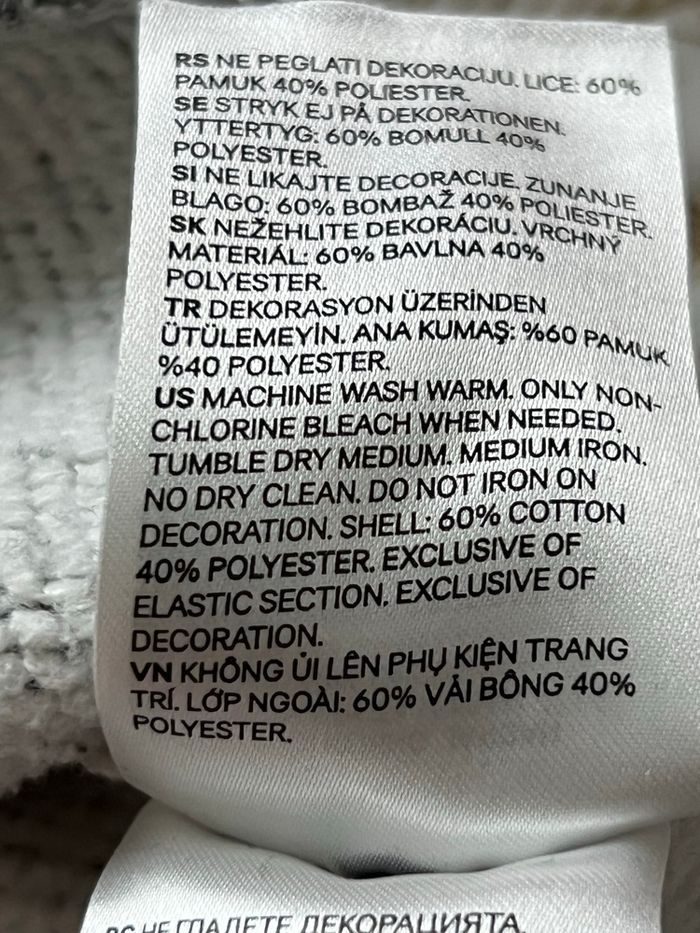 RS NE PEGLATI DEKORACIJU. LICE: 60%
PAMUK 40% POLIESTER.
SE STRYK EJ PÅ DEKORATIONEN.
YTTERTYG: 60% BOMULL 40%
POLYESTER.
SI NE LIKAJTE DECORACIJE. ZUNANJE
BLAGO: 60% BOMBAŽ 40% POLIESTER.
SK NEŽEHLITE DEKORÁCIU. VRCHNÝ
MATERIÁL: 60% BAVLNA 40%
POLYESTER.
TR DEKORASYON ÜZERİNDEN
ÜTÜLEMEYİN. ANA KUMAŞ: %60 PAMUK
%40 POLYESTER.
US MACHINE WASH WARM. ONLY NON-
CHLORINE BLEACH WHEN NEEDED.
TUMBLE DRY MEDIUM. MEDIUM IRON.
NO DRY CLEAN. DO NOT IRON ON
DECORATION. SHELL: 60% COTTON
40% POLYESTER. EXCLUSIVE OF
ELASTIC SECTION. EXCLUSIVE OF
DECORATION.
VN KHÔNG ỦI LÊN PHỤ KIỆN TRANG
TRÍ. LỚP NGOÀI: 60% VẢI BÔNG 40%
POLYESTER.
НЕ ГЛАДЕТЕ ДЕКОРАЦИЯТА.